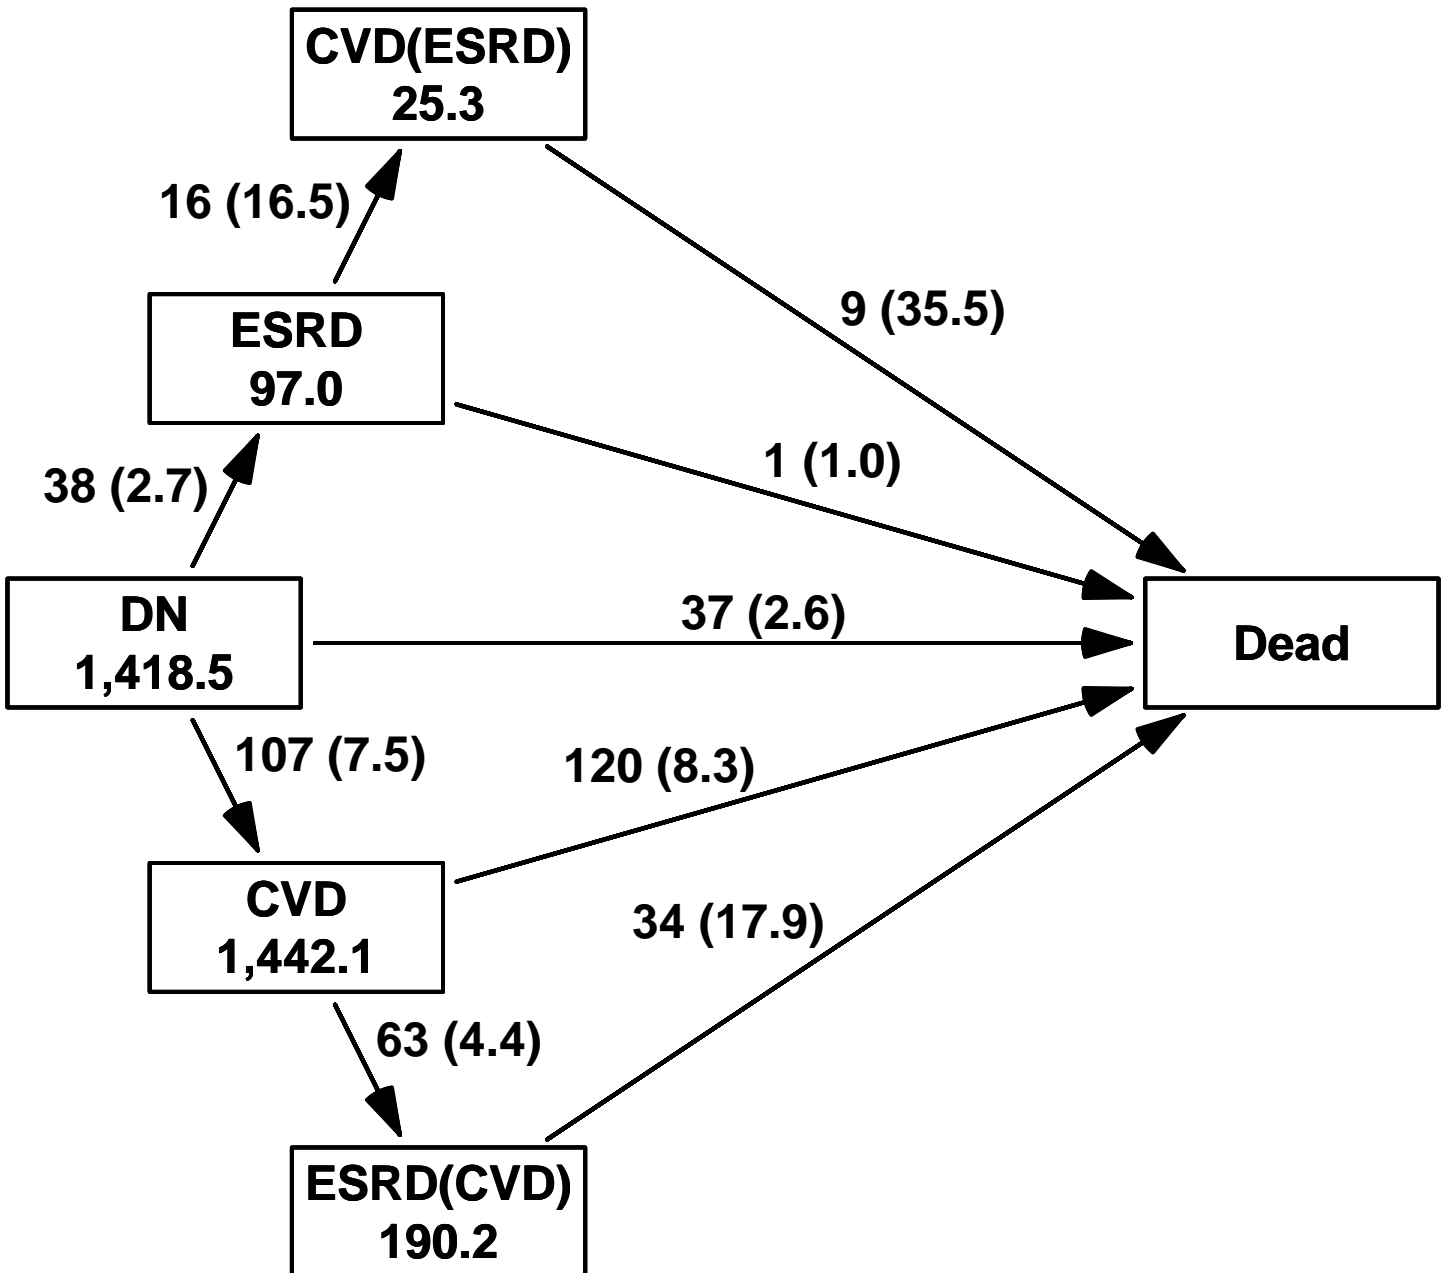 CVD(ESRD)
25.3
16 (16.5)
9 (35.5)
ESRD
97.0
1 (1.0)
38 (2.7)
DN
1,418.5
37 (2.6)
Dead
107 (7.5)
120 (8.3)
CVD
1,442.1
34 (17.9)
63 (4.4)
ESRD(CVD)
190.2